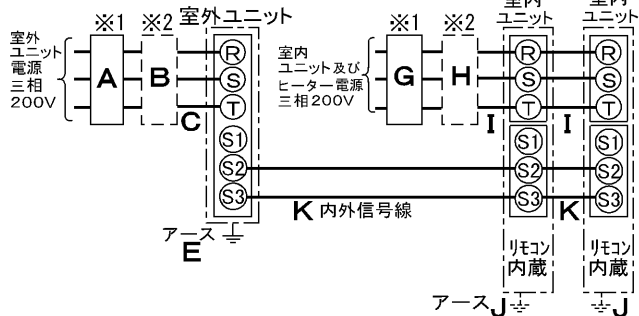 ※1 ※2 室外ユニット
室外
ユニット
電源
三相
200V
A B C
R
S
T
S1
S2
S3
アース
E
※1 ※2
室内
ユニット及び
ヒーター電源
三相200V
G H I I
ユニット
R
S
T
S1
S2
S3
リモコン
内蔵
ユニット
R
S
T
S1
S2
S3
リモコン
内蔵
K 内外信号線 K
アース J J